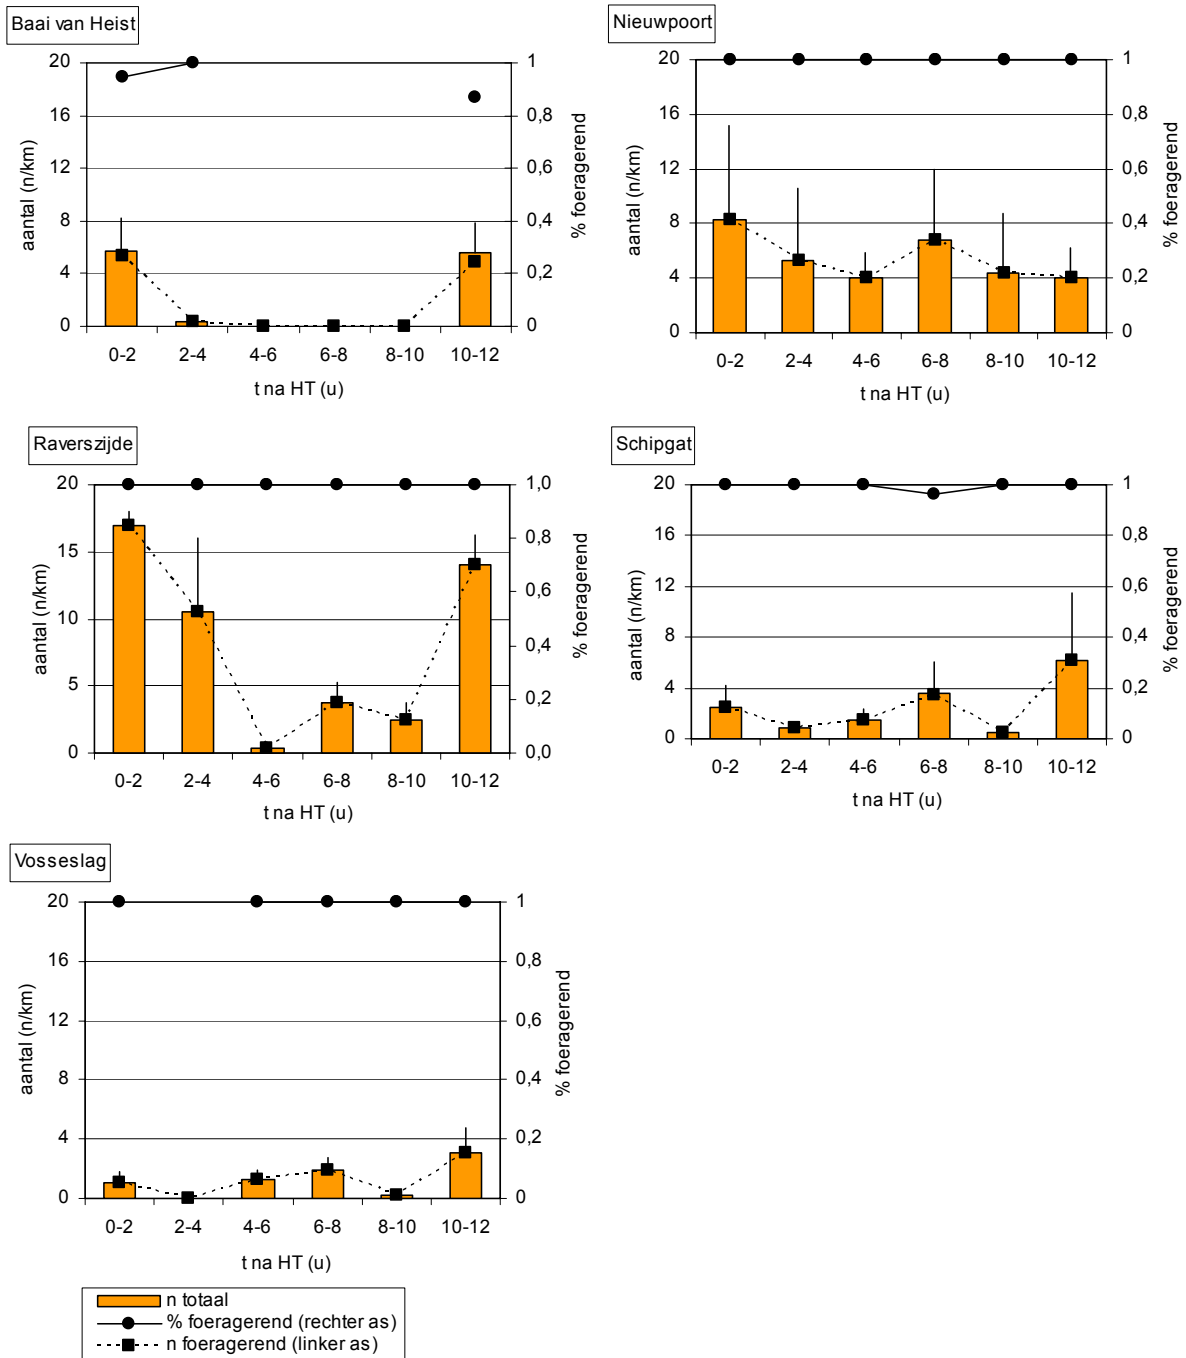 Baai van Heist
20
16
12
8
4
0
aantal (n/km)
1
0,8
0,6
0,4
0,2
0
% foeragerend
0-2 2-4 4-6 6-8 8-10 10-12
t na HT (u)
Nieuwpoort
20
16
12
8
4
0
aantal (n/km)
1
0,8
0,6
0,4
0,2
0
% foeragerend
0-2 2-4 4-6 6-8 8-10 10-12
t na HT (u)
Raverszijde
20
15
10
5
0
aantal (n/km)
1,0
0,8
0,6
0,4
0,2
0,0
% foeragerend
0-2 2-4 4-6 6-8 8-10 10-12
t na HT (u)
Schipgat
20
16
12
8
4
0
aantal (n/km)
1
0,8
0,6
0,4
0,2
0
% foeragerend
0-2 2-4 4-6 6-8 8-10 10-12
t na HT (u)
Vosseslag
20
16
12
8
4
0
aantal (n/km)
1
0,8
0,6
0,4
0,2
0
% foeragerend
0-2 2-4 4-6 6-8 8-10 10-12
t na HT (u)
n totaal
% foeragerend (rechter as)
n foeragerend (linker as)